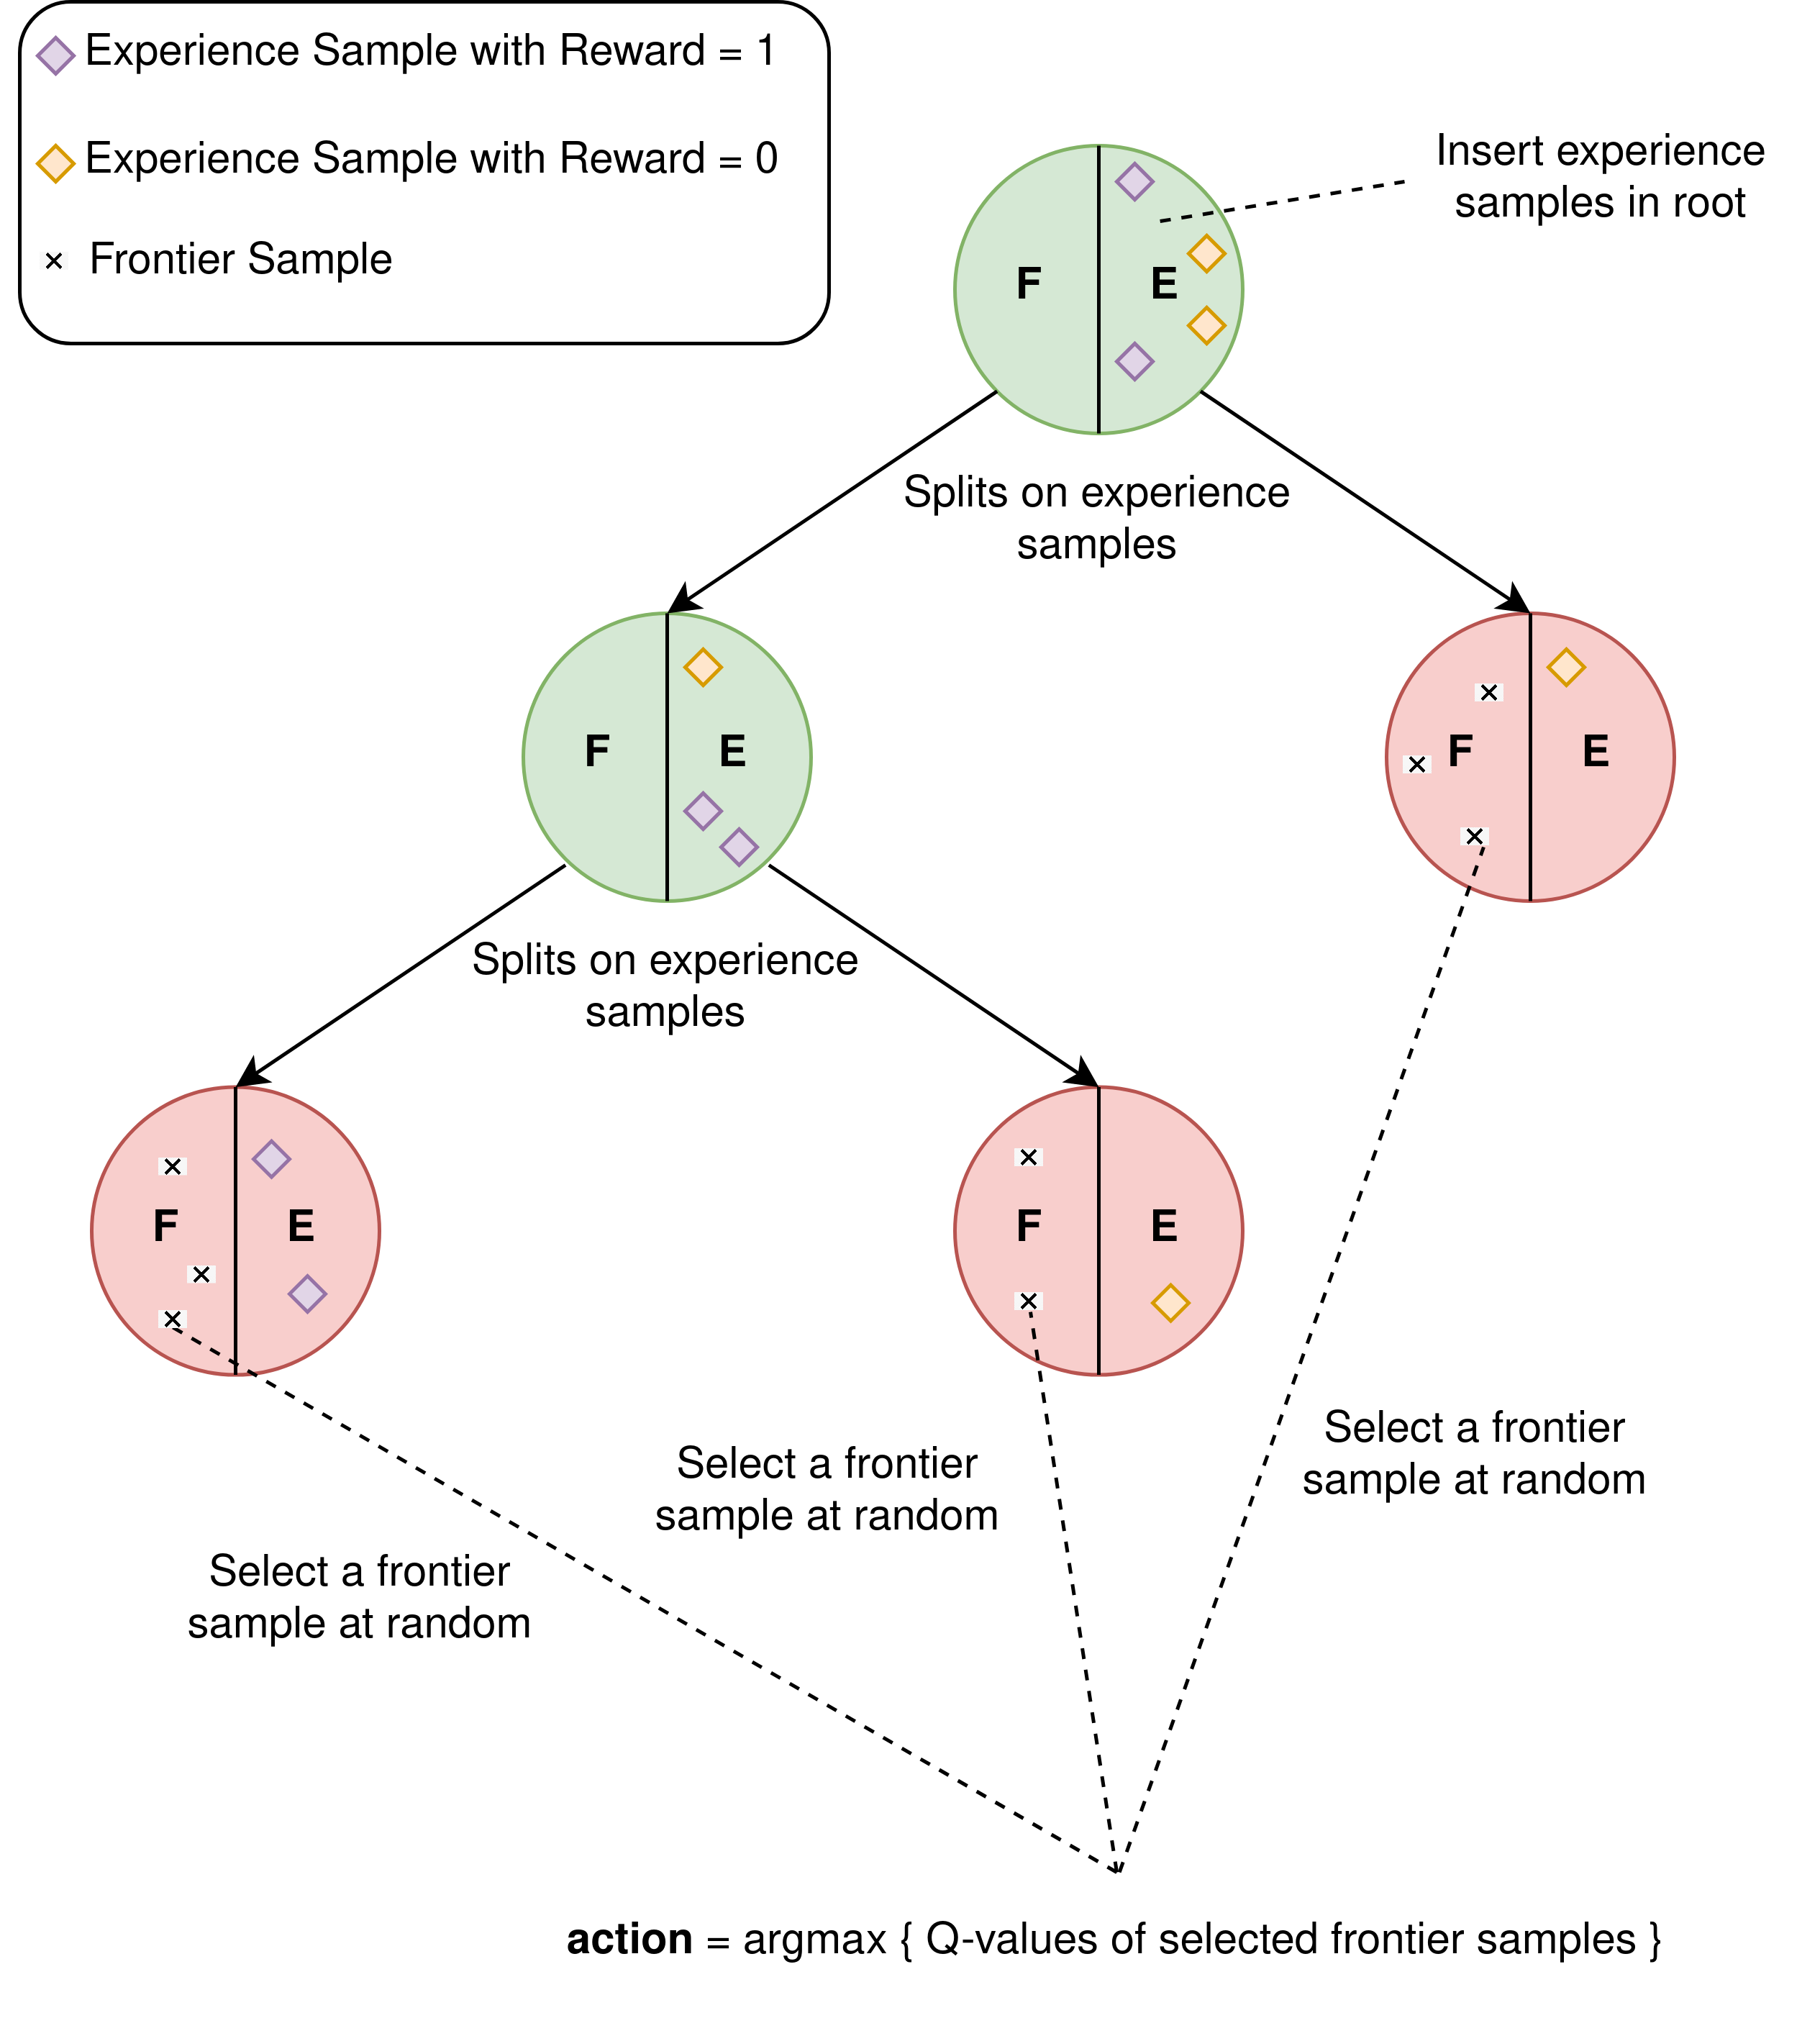 Experience Sample with Reward = 1
Experience Sample with Reward = 0
Frontier Sample
Insert experience
samples in root
F
E
Splits on experience
samples
F
E
F
E
Splits on experience
samples
F
E
F
E
Select a frontier
sample at random
Select a frontier
sample at random
Select a frontier
sample at random
action = argmax { Q-values of selected frontier samples }